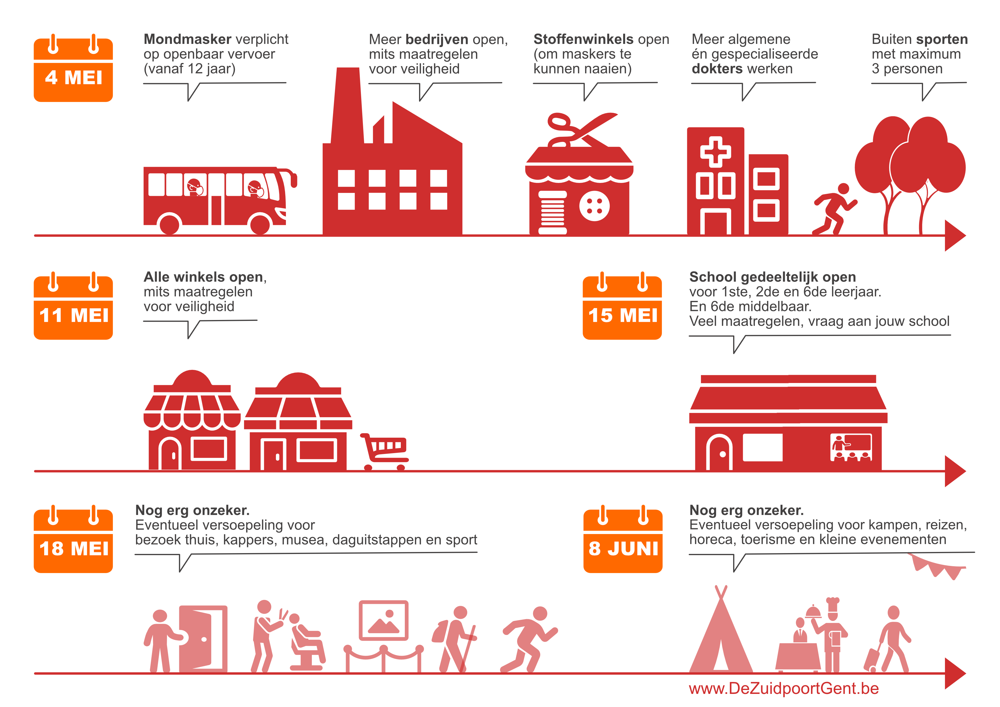 4 MEI
Mondmasker verplicht
op openbaar vervoer
(vanaf 12 jaar)
Meer bedrijven open,
mits maatregelen
voor veiligheid
Stoffenwinkels open
(om maskers te
kunnen naaien)
Meer algemene
én gespecialiseerde
dokters werken
Buiten sporten
met maximum
3 personen
11 MEI
Alle winkels open,
mits maatregelen
voor veiligheid
15 MEI
School gedeeltelijk open
voor 1ste, 2de en 6de leerjaar.
En 6de middelbaar.
Veel maatregelen, vraag aan jouw school
18 MEI
Nog erg onzeker.
Eventueel versoepeling voor
bezoek thuis, kappers, musea, daguitstappen en sport
8 JUNI
Nog erg onzeker.
Eventueel versoepeling voor kampen, reizen,
horeca, toerisme en kleine evenementen
www.DeZuidpoortGent.be